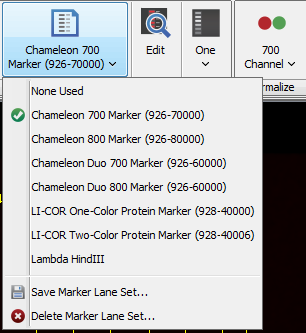 Chameleon 700
Marker (926-70000)
Edit
One
700
Channel
rmalize
None Used
Chameleon 700 Marker (926-70000)
Chameleon 800 Marker (926-80000)
Chameleon Duo 700 Marker (926-60000)
Chameleon Duo 800 Marker (926-60000)
LI-COR One-Color Protein Marker (928-40000)
LI-COR Two-Color Protein Marker (928-40006)
Lambda HindIII
Save Marker Lane Set...
Delete Marker Lane Set...